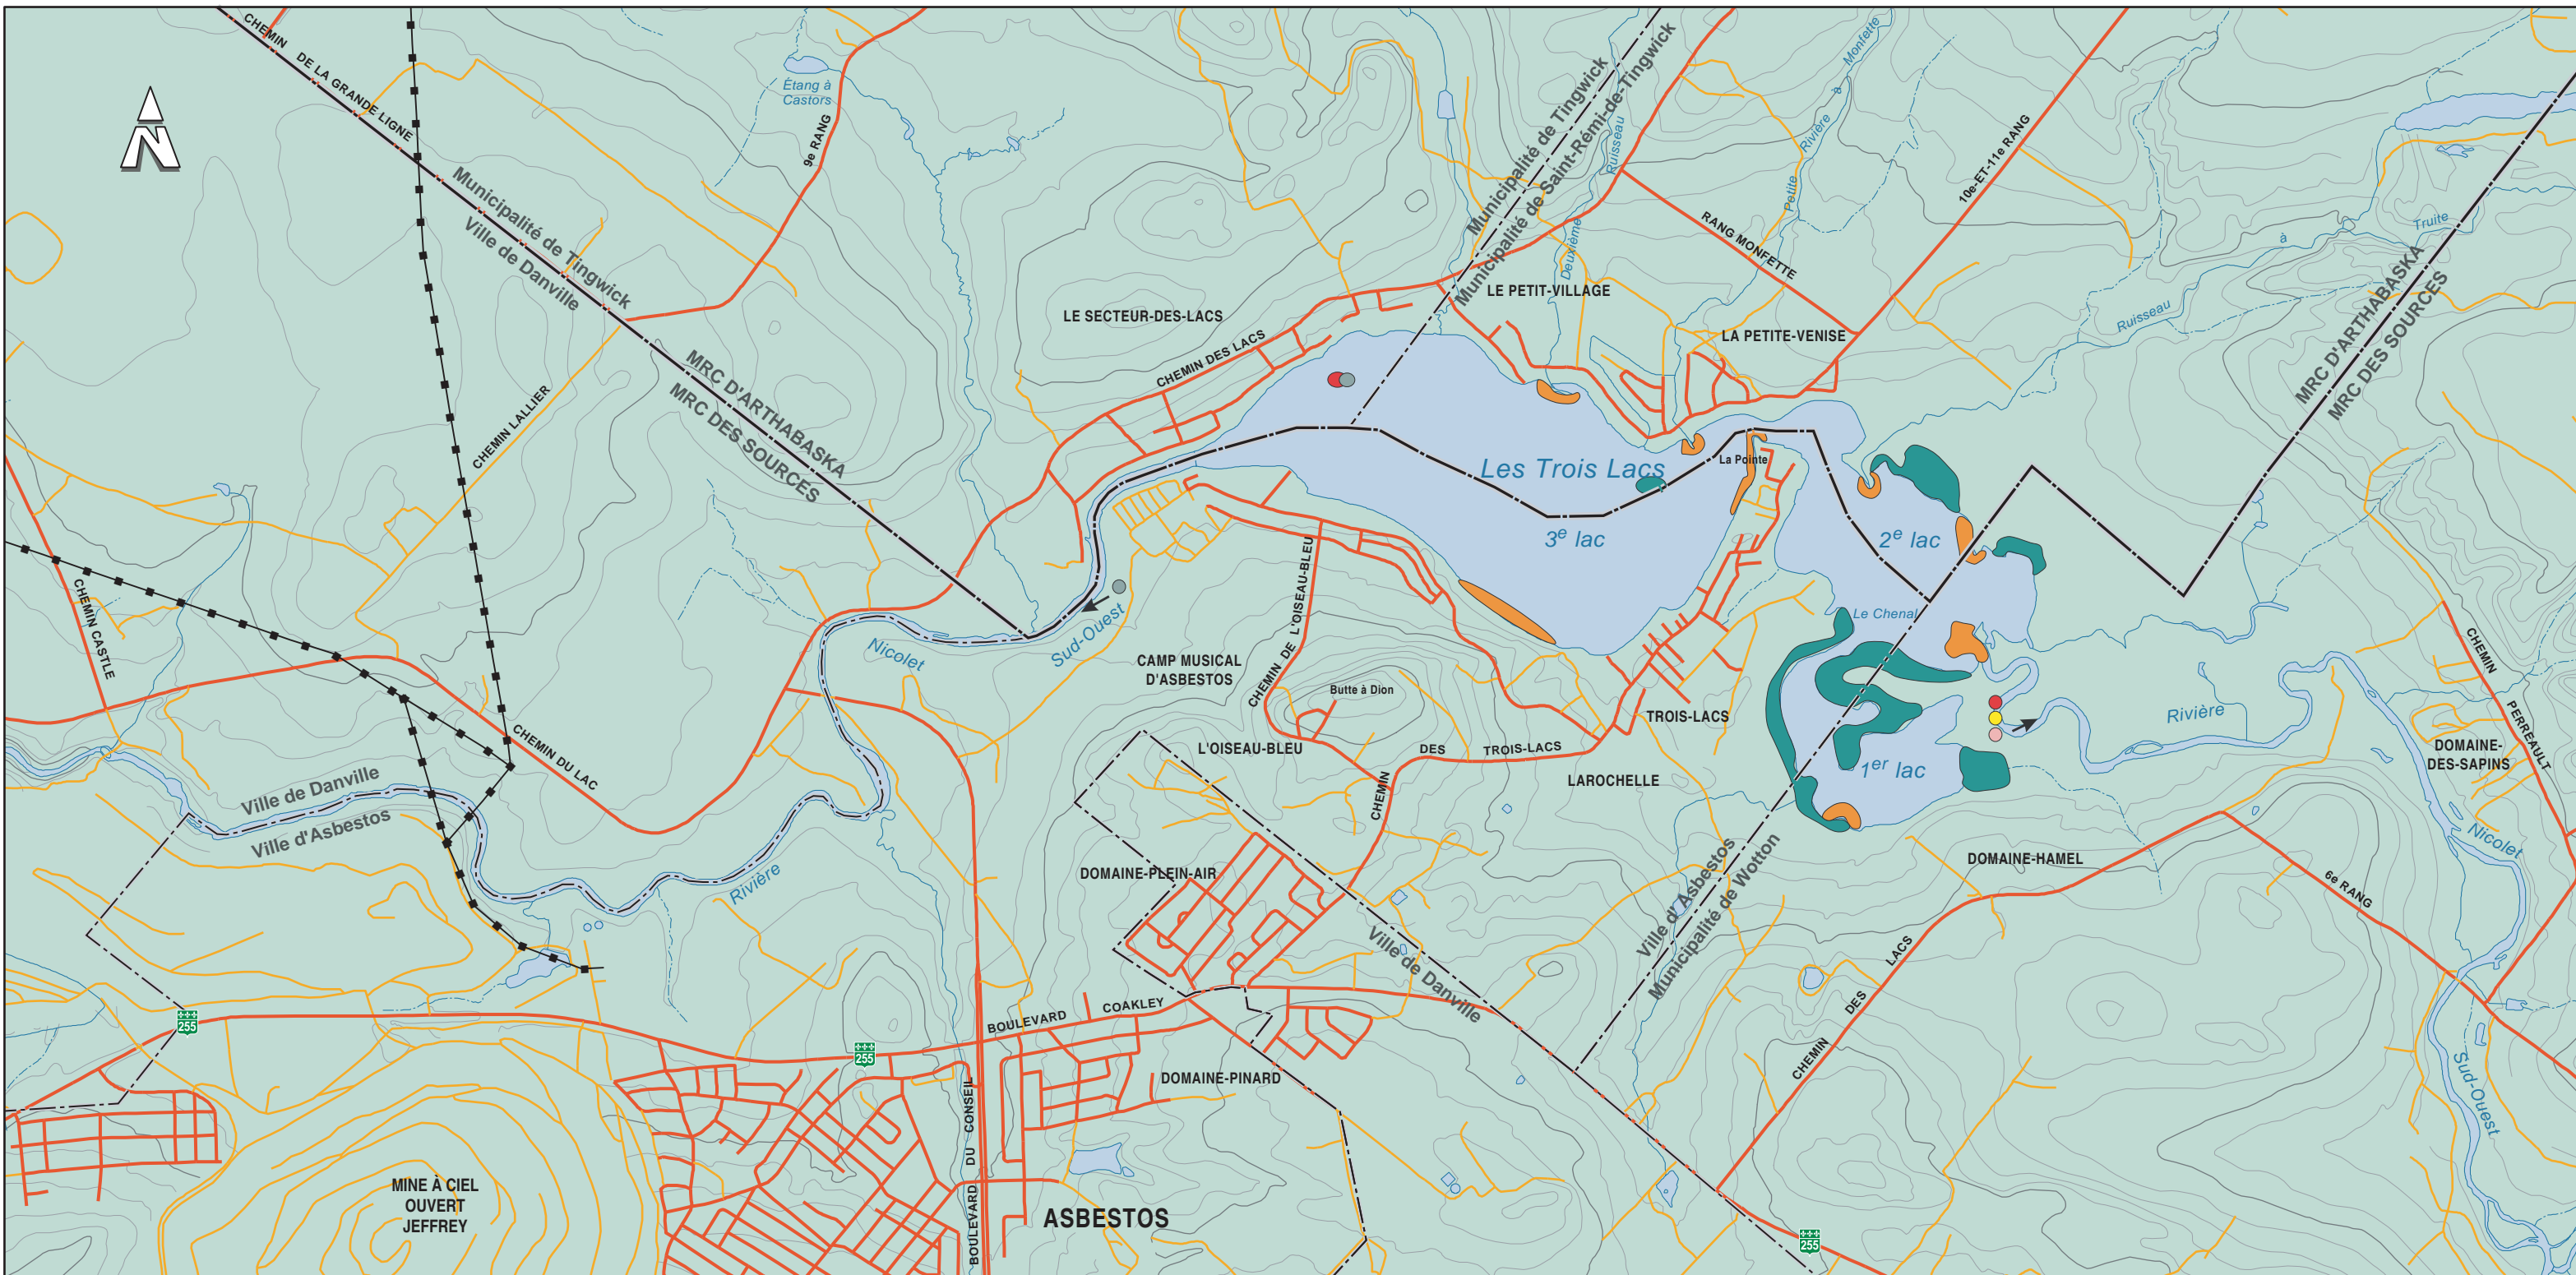 CHEMIN DE LA GRANDE LIGNE
N
Étang à
Castors
9e RANG
Municipalité de Tingwick
Ville de Danville
Municipalité de Tingwick
Municipalité de Saint-Rémi-de-Tingwick
Deuxième Ruisseau
Petite Rivière à Monfette
10e-ET-11e RANG
RANG MONFETTE
Ruisseau à Truite
MRC D'ARTHABASKA
MRC DES SOURCES
LE SECTEUR-DES-LACS
LE PETIT-VILLAGE
LA PETITE-VENISE
CHEMIN DES LACS
MRC D'ARTHABASKA
MRC DES SOURCES
CHEMIN LALLIER
Les Trois Lacs
La Pointe
3e lac
2e lac
Le Chenal
1er lac
CHEMIN CASTLE
Nicolet
Sud-Ouest
CAMP MUSICAL
D'ASBESTOS
CHEMIN DE L'OISEAU-BLEU
Butte à Dion
L'OISEAU-BLEU
TROIS-LACS
CHEMIN DES TROIS-LACS
LAROCHELLE
Rivière
CHEMIN PERREAULT
DOMAINE-
DES-SAPINS
CHEMIN DU LAC
Ville de Danville
Ville d'Asbestos
Rivière
DOMAINE-PLEIN-AIR
Ville d'Asbestos
Municipalité de Wotton
DOMAINE-HAMEL
Nicolet
6e RANG
Ville de Danville
CHEMIN DES LACS
255
255
BOULEVARD COAKLEY
DOMAINE-PINARD
BOULEVARD DU CONSEIL
Sud-Ouest
MINE À CIEL
OUVERT
JEFFREY
ASBESTOS
255